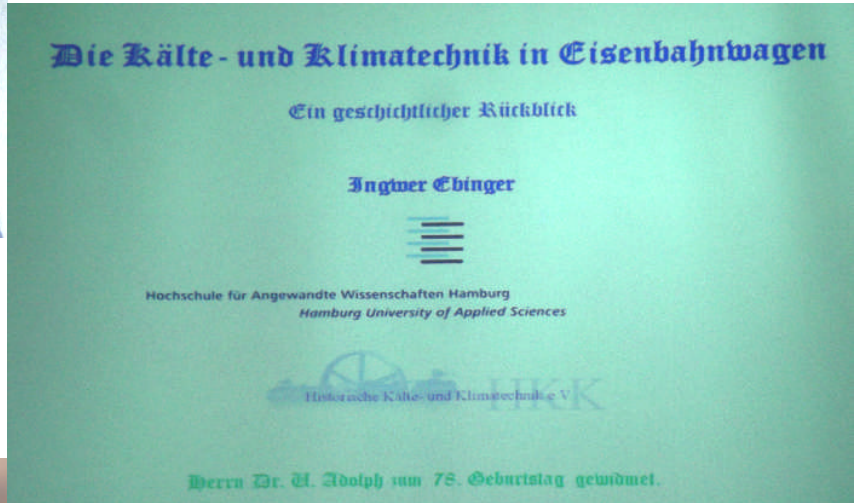 Die Kälte- und Klimatechnik in Eisenbahnwagen
Ein geschichtlicher Rückblick
Ingwer Ebinger
Hochschule für Angewandte Wissenschaften Hamburg
Hamburg University of Applied Sciences
HKK
Historische Kälte- und Klimatechnik e.V.
Herrn Dr. U. Adolph zum 78. Geburtstag gewidmet.